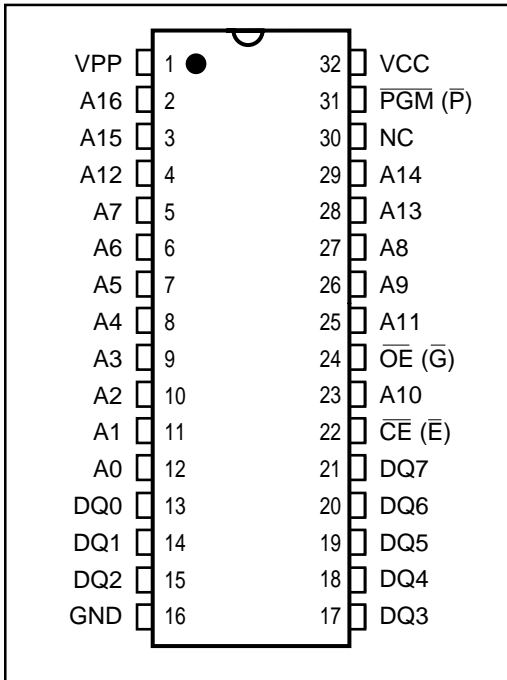 VPP 1 32 VCC
A16 2 31 P̅G̅M̅ (P̅)
A15 3 30 NC
A12 4 29 A14
A7 5 28 A13
A6 6 27 A8
A5 7 26 A9
A4 8 25 A11
A3 9 24 O̅E̅ (G̅)
A2 10 23 A10
A1 11 22 C̅E̅ (E̅)
A0 12 21 DQ7
DQ0 13 20 DQ6
DQ1 14 19 DQ5
DQ2 15 18 DQ4
GND 16 17 DQ3